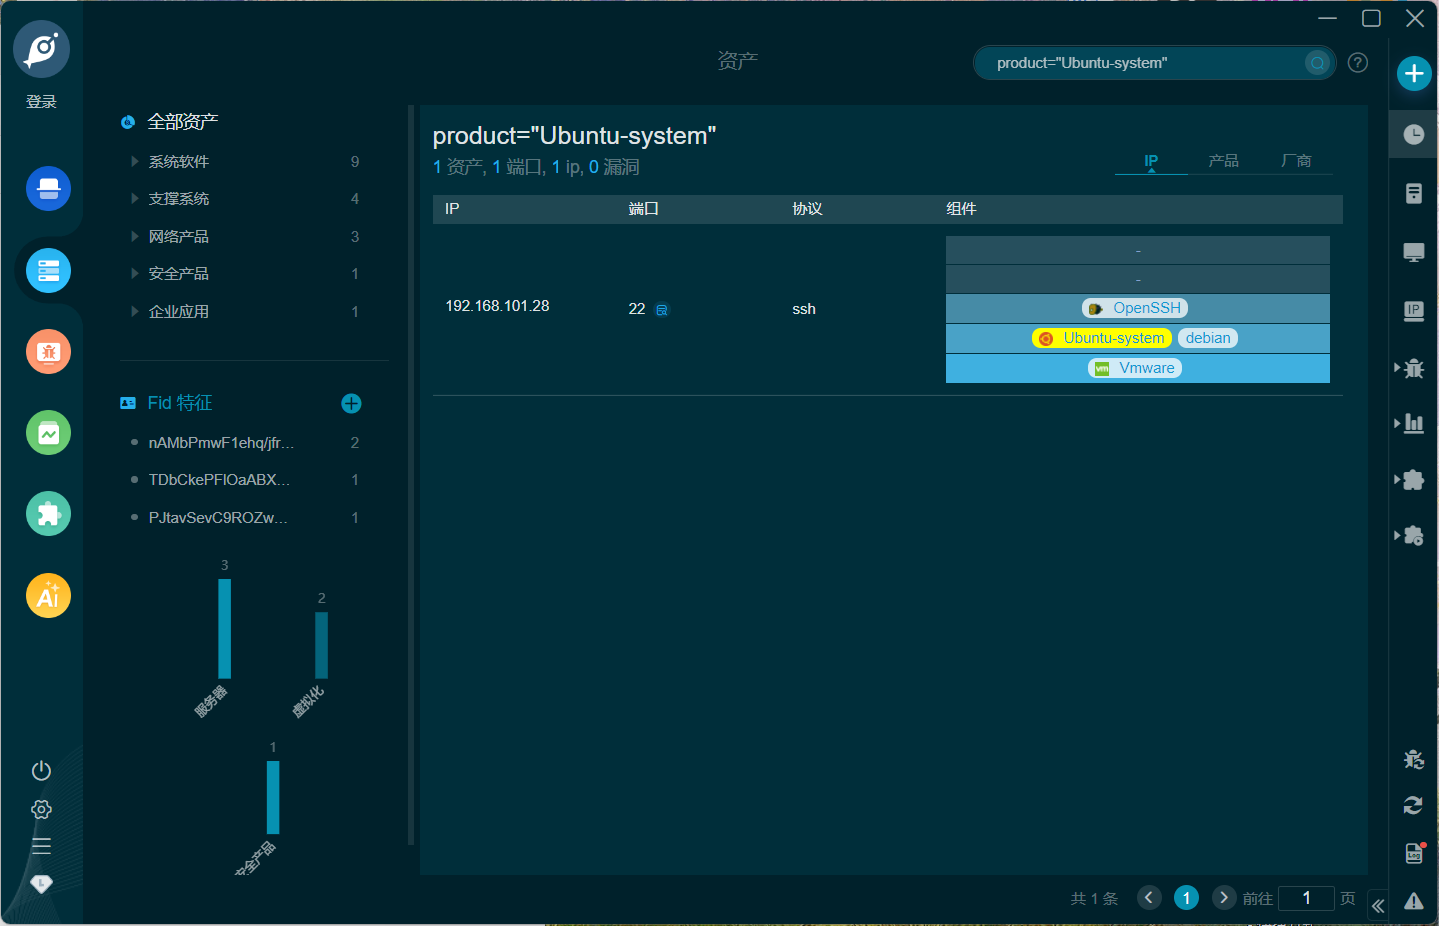 登录
资产
product="Ubuntu-system"
全部资产
系统软件 9
支撑系统 4
网络产品 3
安全产品 1
企业应用 1
Fid 特征
nAMbPmwF1ehq/jfr... 2
TDbCkePFlOaABX... 1
PJtavSevC9ROZw... 1
3
服务器
2
虚拟化
1
安全产品
product="Ubuntu-system"
1 资产, 1 端口, 1 ip, 0 漏洞
IP 产品 厂商
IP 端口 协议 组件
-
-
192.168.101.28 22 ssh OpenSSH
Ubuntu-system debian
vm Vmware
共 1 条 1 前往 1 页
AI
IP
Log